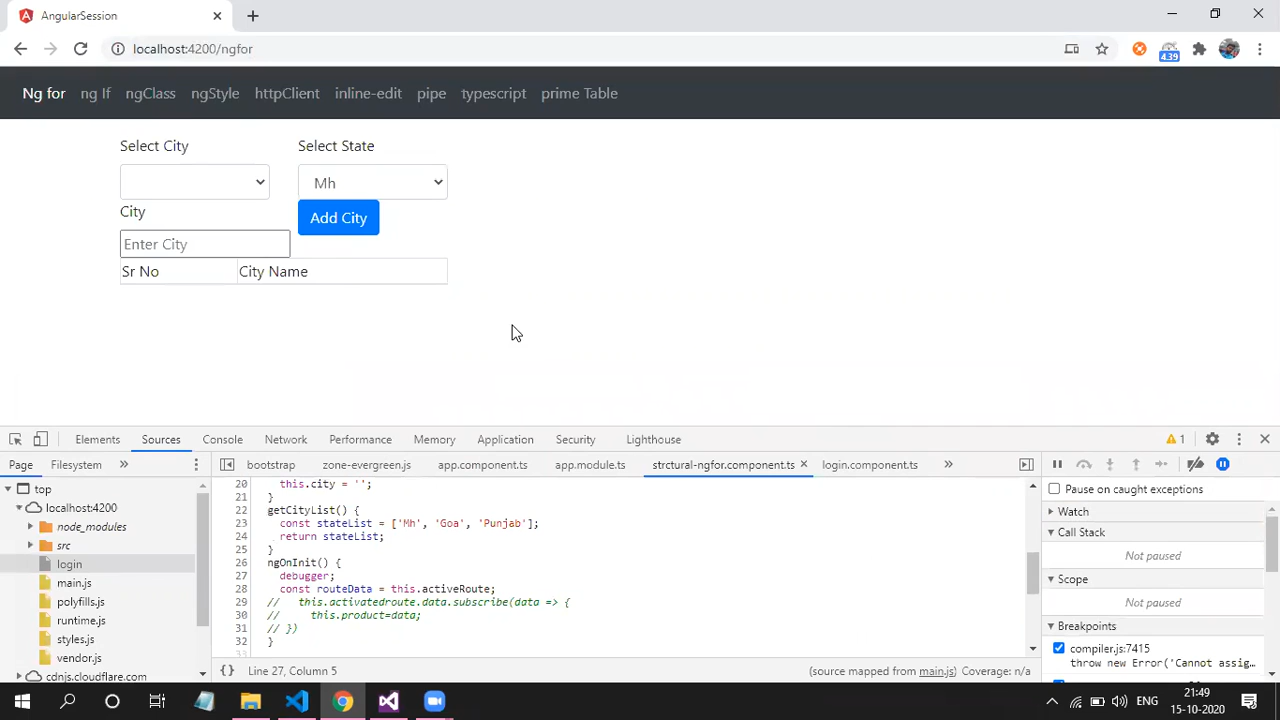 AngularSession
localhost:4200/ngfor
4.39
Ng for ng If ngClass ngStyle httpClient inline-edit pipe typescript prime Table
Select City Select State
Mh
City
Add City
Enter City
Sr No City Name
Elements Sources Console Network Performance Memory Application Security Lighthouse 1
Page Filesystem bootstrap zone-evergreen.js app.component.ts app.module.ts strctural-ngfor.component.ts login.component.ts
top
localhost:4200
node_modules
src
login
main.js
polyfills.js
runtime.js
styles.js
vendor.js
cdnjs.cloudflare.com
20 this.city = '';
21 }
22 getCityList() {
23 const stateList = ['Mh', 'Goa', 'Punjab'];
24 return stateList;
25 }
26 ngOnInit() {
27 debugger;
28 const routeData = this.activeRoute;
29 // this.activatedroute.data.subscribe(data => {
30 // this.product=data;
31 // })
32 }
{} Line 27, Column 5 (source mapped from main.js) Coverage: n/a
Pause on caught exceptions
Watch
Call Stack
Not paused
Scope
Not paused
Breakpoints
compiler.js:7415
throw new Error('Cannot assig…
ENG
21:49
15-10-2020